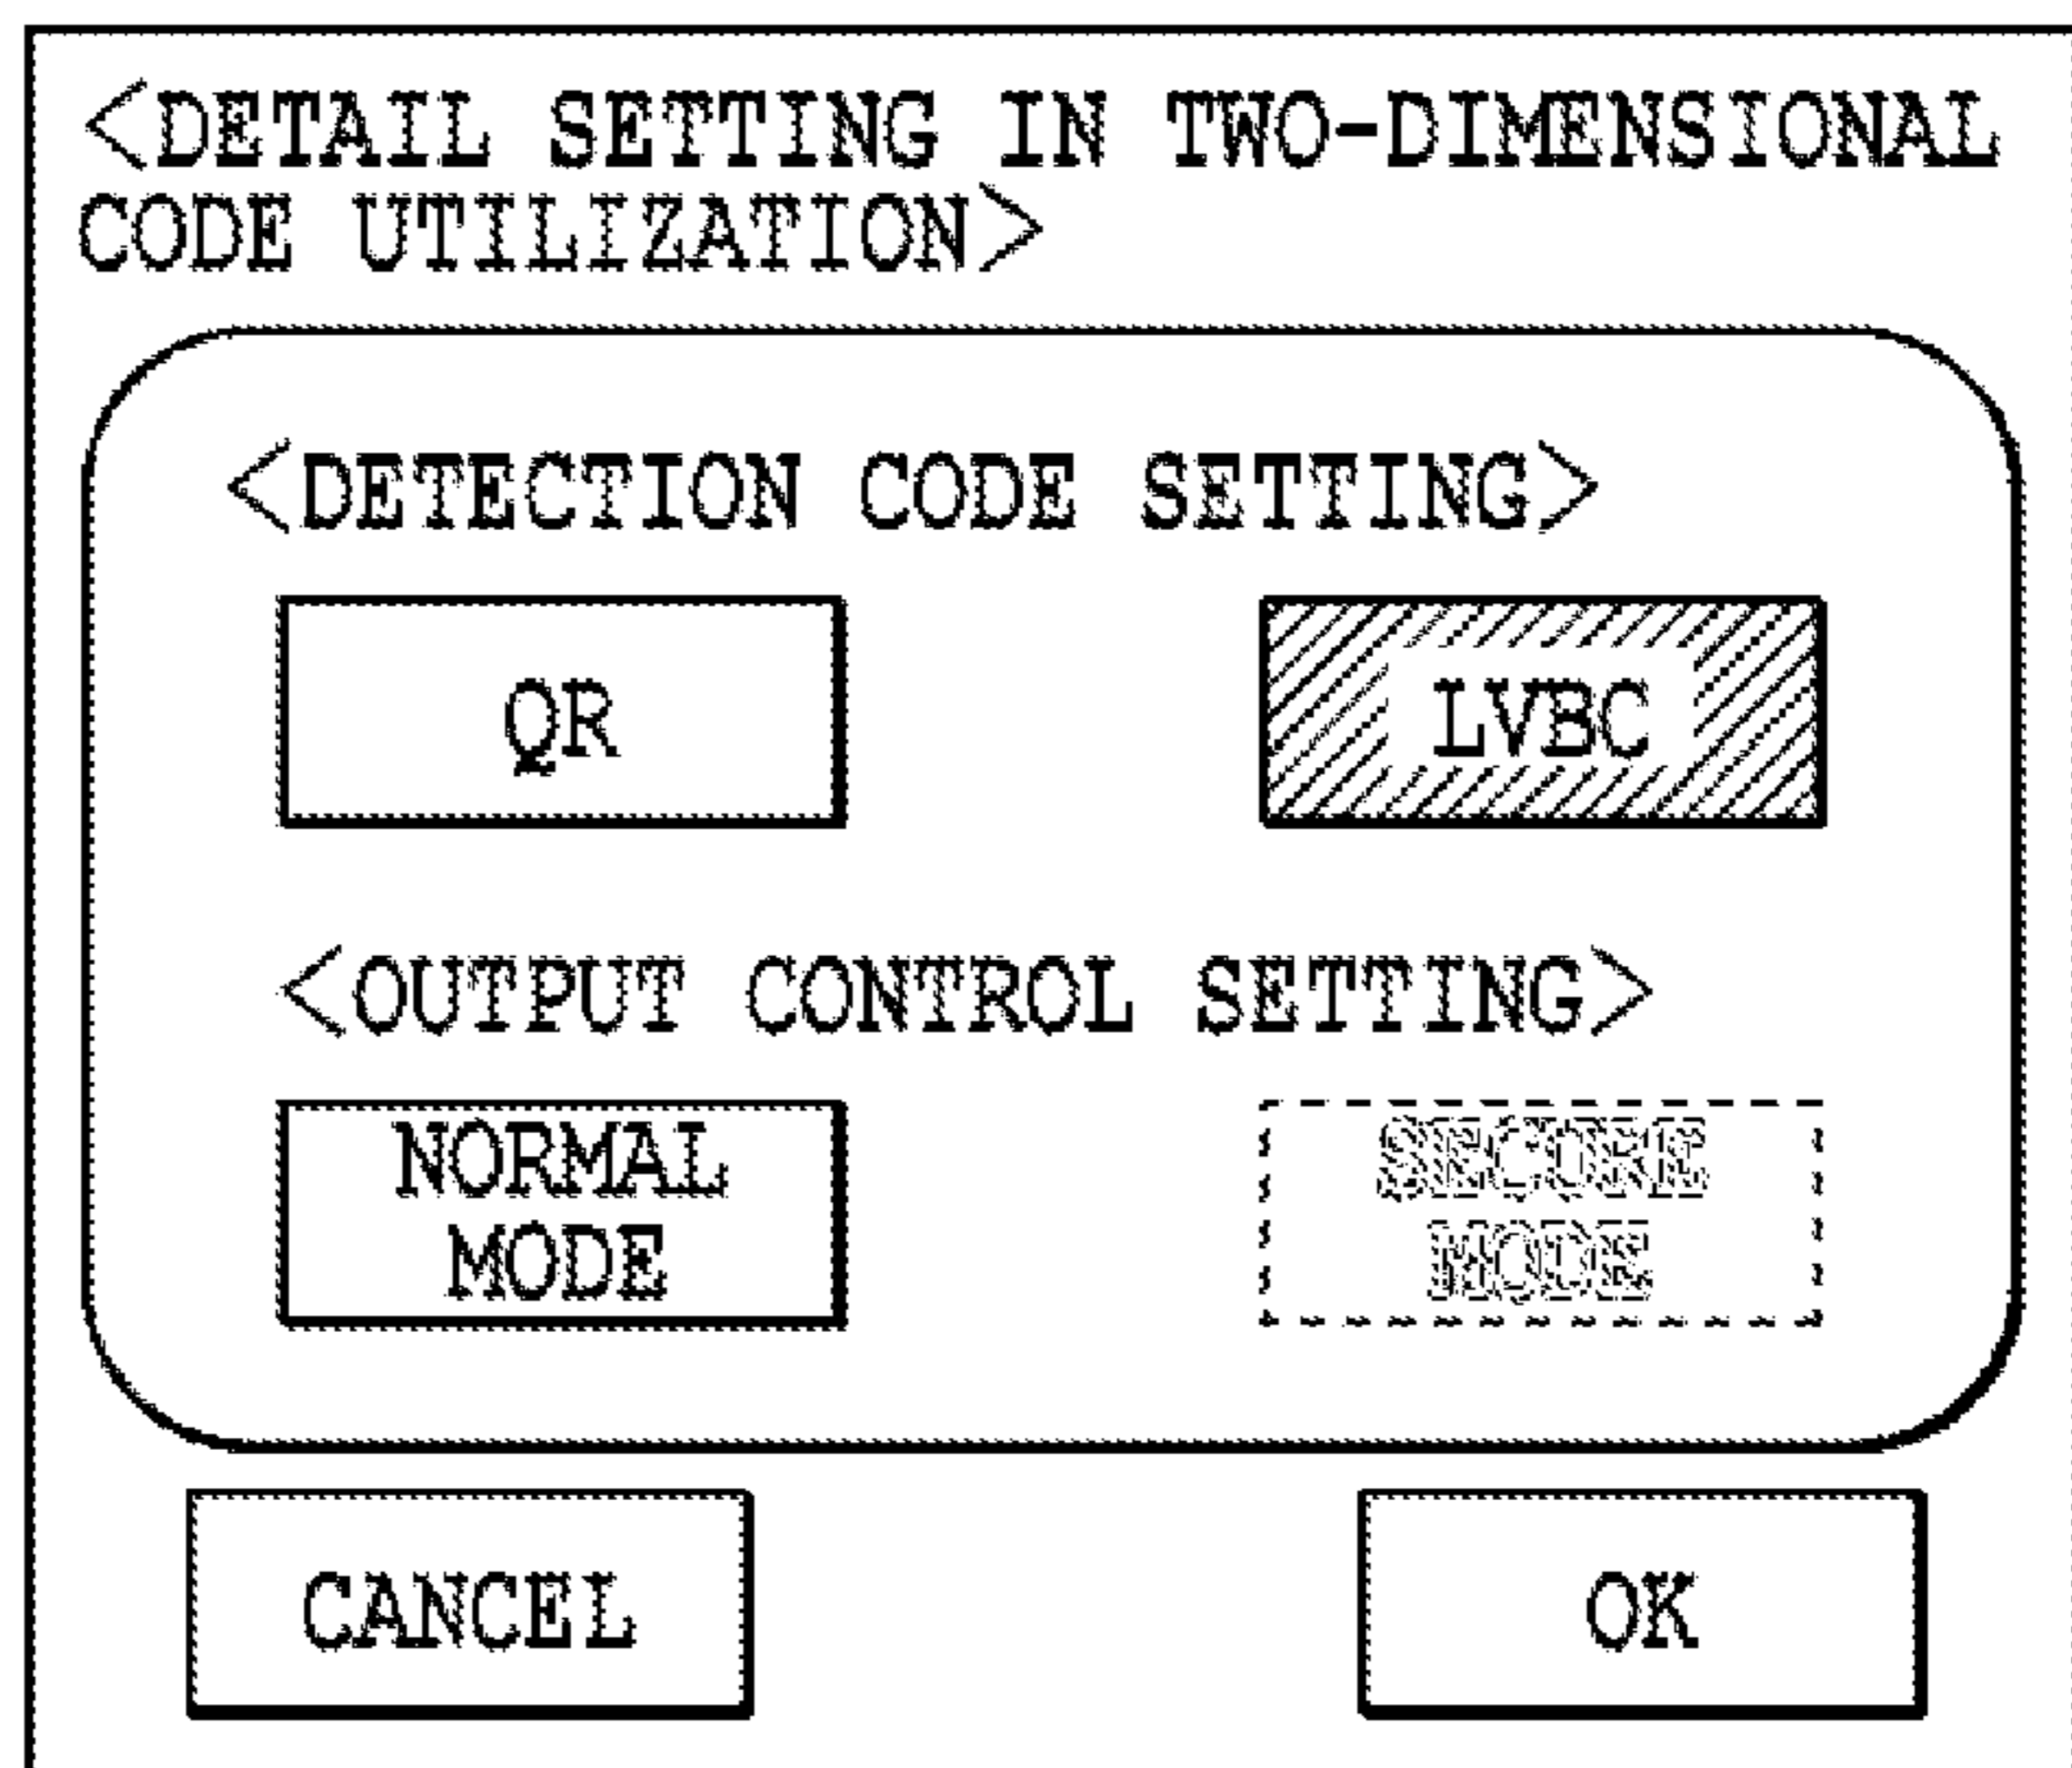 <DETAIL SETTING IN TWO-DIMENSIONAL
CODE UTILIZATION>
<DETECTION CODE SETTING>
QR
LVBC
<OUTPUT CONTROL SETTING>
NORMAL
MODE
SECURE
MODE
CANCEL
OK